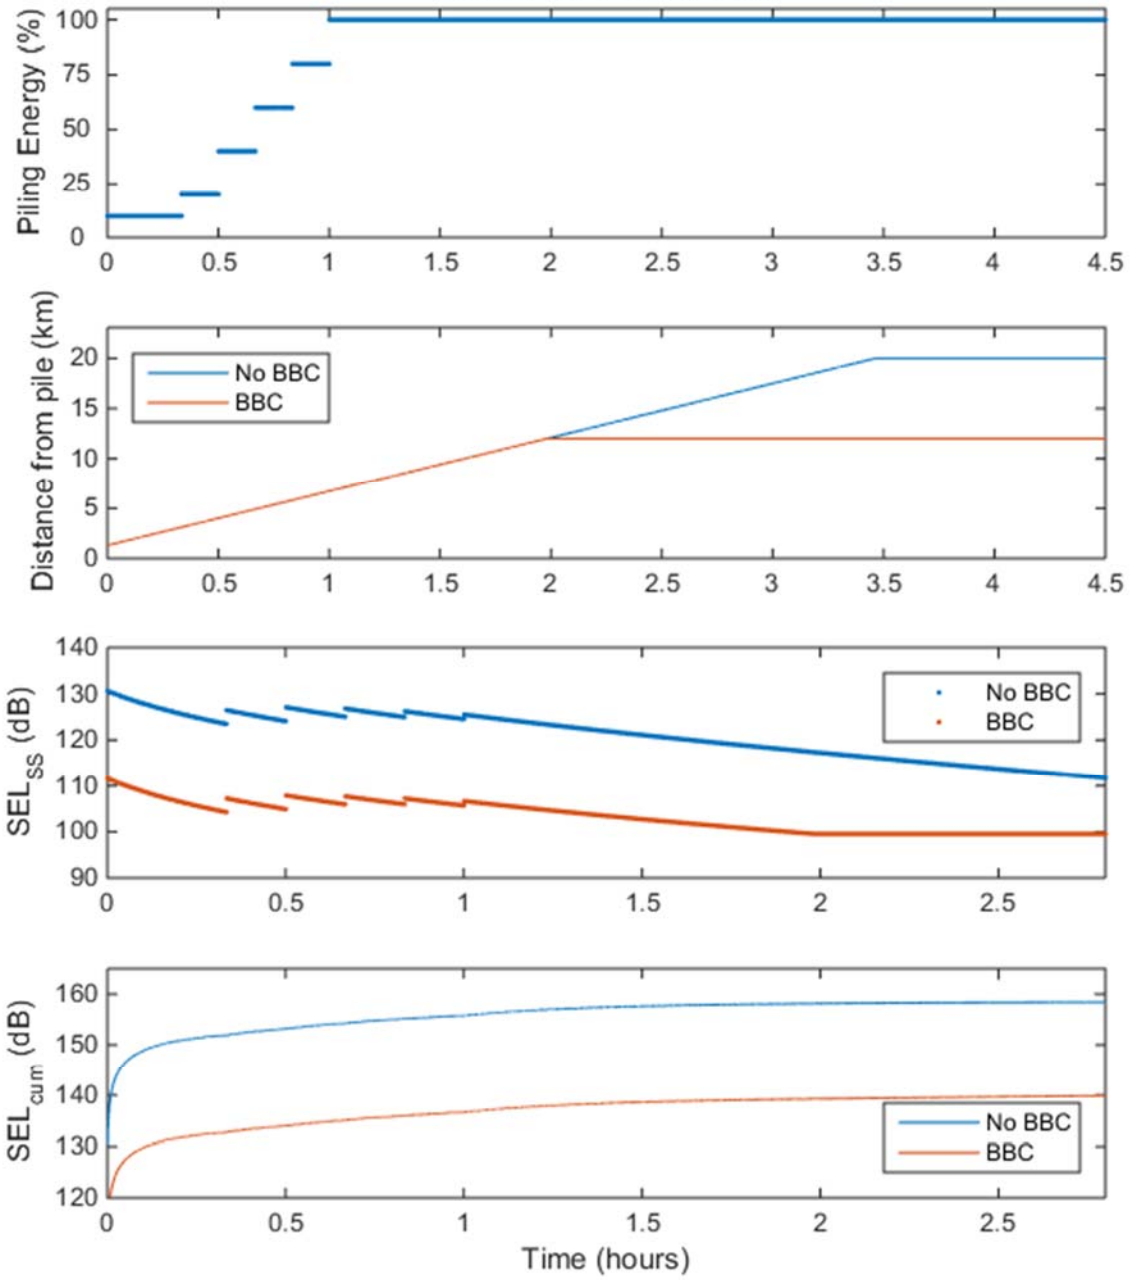 Piling Energy (%)
100
75
50
25
0
0 0.5 1 1.5 2 2.5 3 3.5 4 4.5
Distance from pile (km)
20
15
10
5
0
No BBC
BBC
0 0.5 1 1.5 2 2.5 3 3.5 4 4.5
SELSS (dB)
140
130
120
110
100
90
No BBC
BBC
0 0.5 1 1.5 2 2.5
SELcum (dB)
160
150
140
130
120
No BBC
BBC
0 0.5 1 1.5 2 2.5
Time (hours)